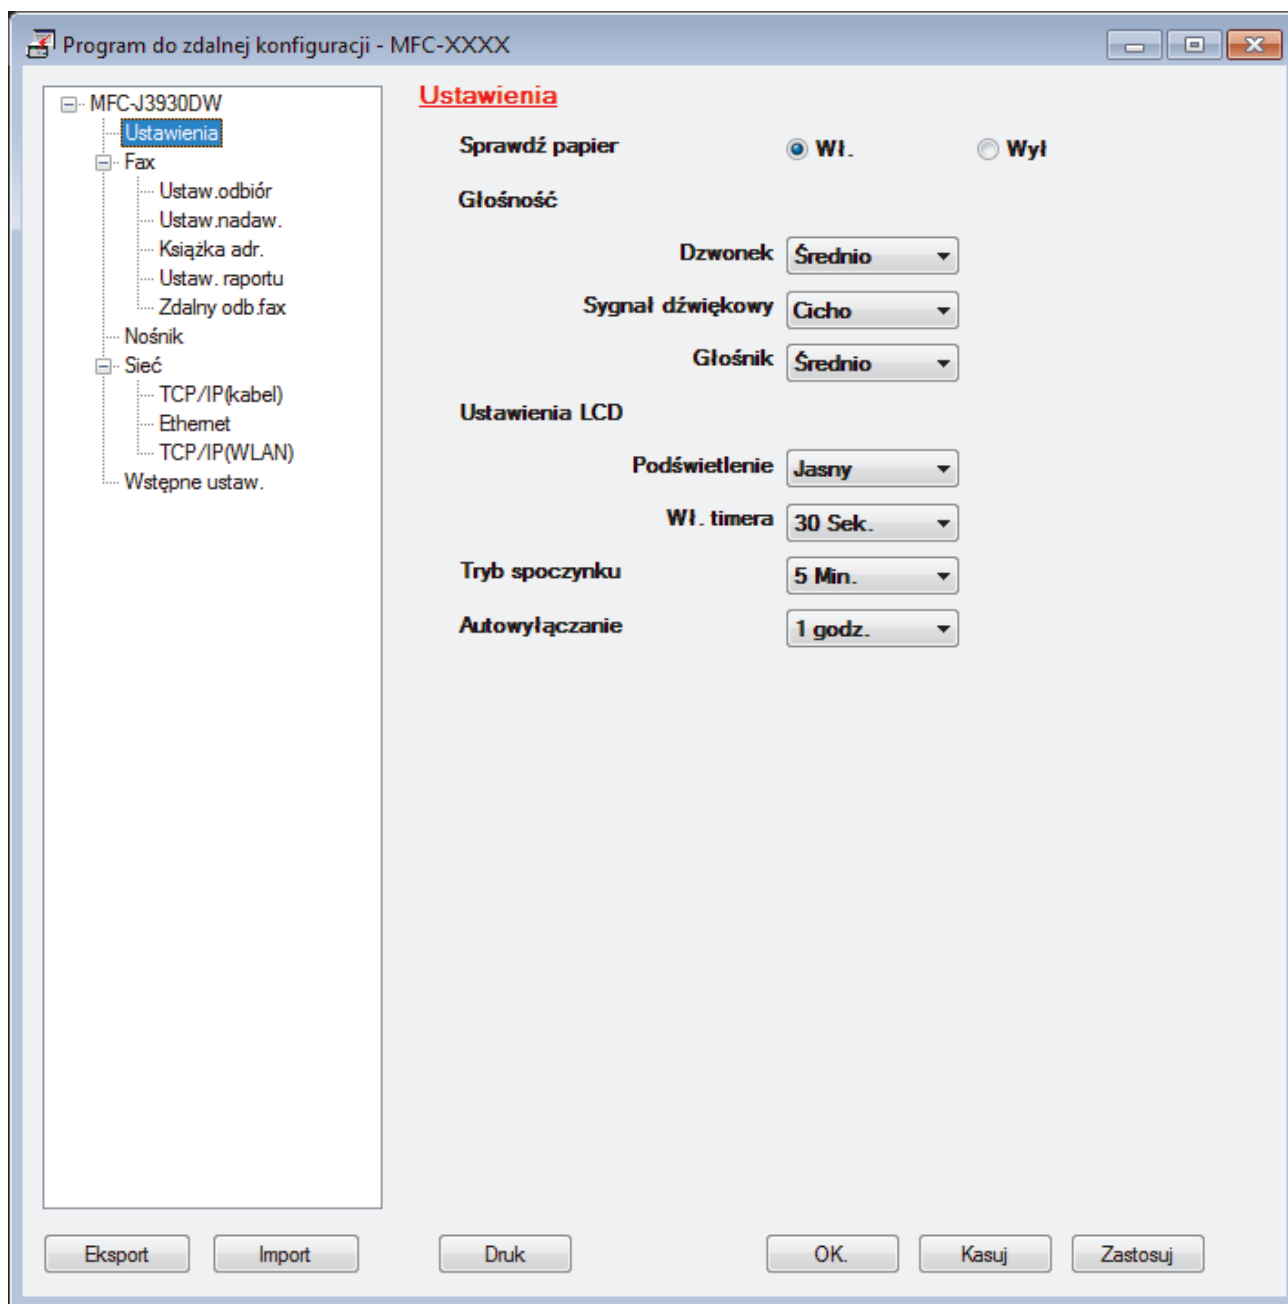 Program do zdalnej konfiguracji - MFC-XXXX
MFC-J3930DW
Ustawienia
Fax
Ustaw.odbiór
Ustaw.nadaw.
Książka adr.
Ustaw. raportu
Zdalny odb.fax
Nośnik
Sieć
TCP/IP(kabel)
Ethernet
TCP/IP(WLAN)
Wstępne ustaw.
Ustawienia
Sprawdź papier Wł. Wył
Głośność
Dzwonek Średnio
Sygnał dźwiękowy Cicho
Głośnik Średnio
Ustawienia LCD
Podświetlenie Jasny
Wł. timera 30 Sek.
Tryb spoczynku 5 Min.
Autowyłączanie 1 godz.
Eksport Import Druk OK. Kasuj Zastosuj